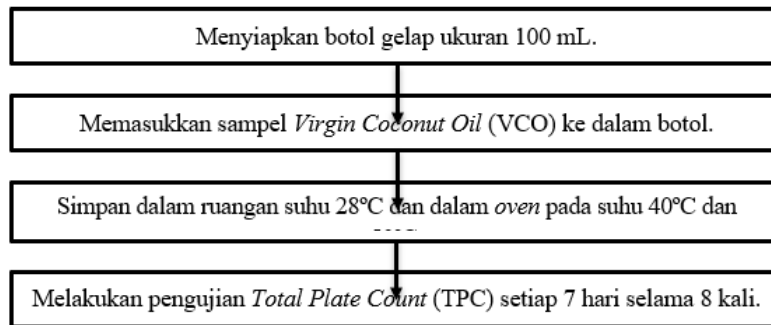 Menyiapkan botol gelap ukuran 100 mL.
Memasukkan sampel Virgin Coconut Oil (VCO) ke dalam botol.
Simpan dalam ruangan suhu 28°C dan dalam oven pada suhu 40°C dan
Melakukan pengujian Total Plate Count (TPC) setiap 7 hari selama 8 kali.